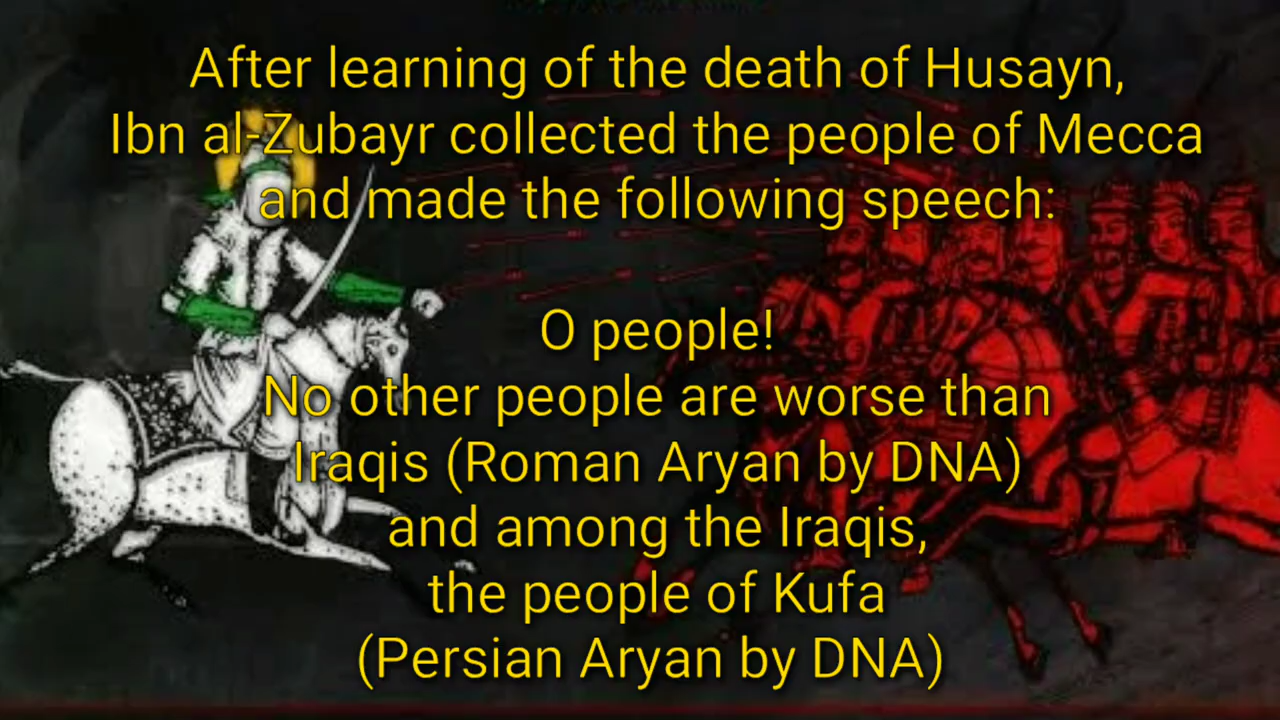 After learning of the death of Husayn,
Ibn al-Zubayr collected the people of Mecca
and made the following speech:
O people!
No other people are worse than
Iraqis (Roman Aryan by DNA)
and among the Iraqis,
the people of Kufa
(Persian Aryan by DNA)